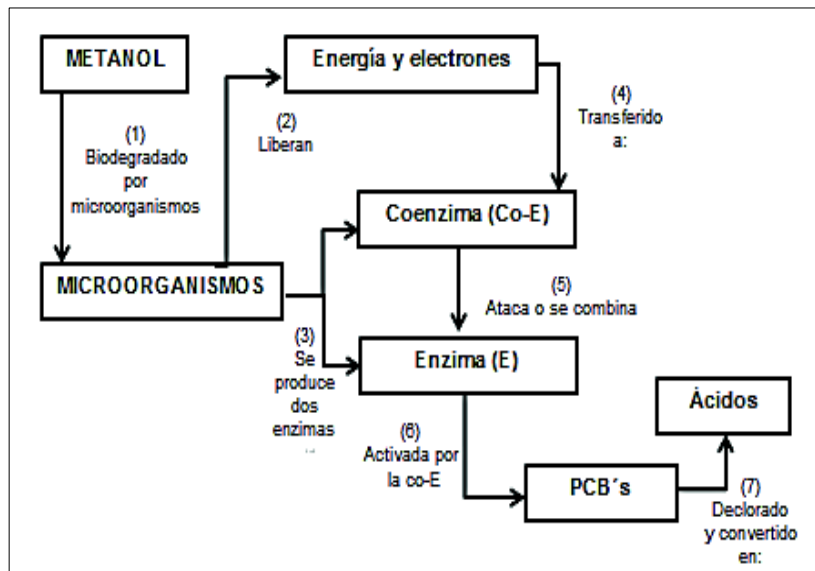 METANOL
Energía y electrones
(1)
Biodegradado
por
microorganismos
(2)
Liberan
(4)
Transferido
a:
Coenzima (Co-E)
MICROORGANISMOS
(5)
Ataca o se combina
(3)
Se
produce
dos
enzimas
Enzima (E)
(6)
Activada por
la co-E
Ácidos
PCB´s
(7)
Declorado
y convertido
en: